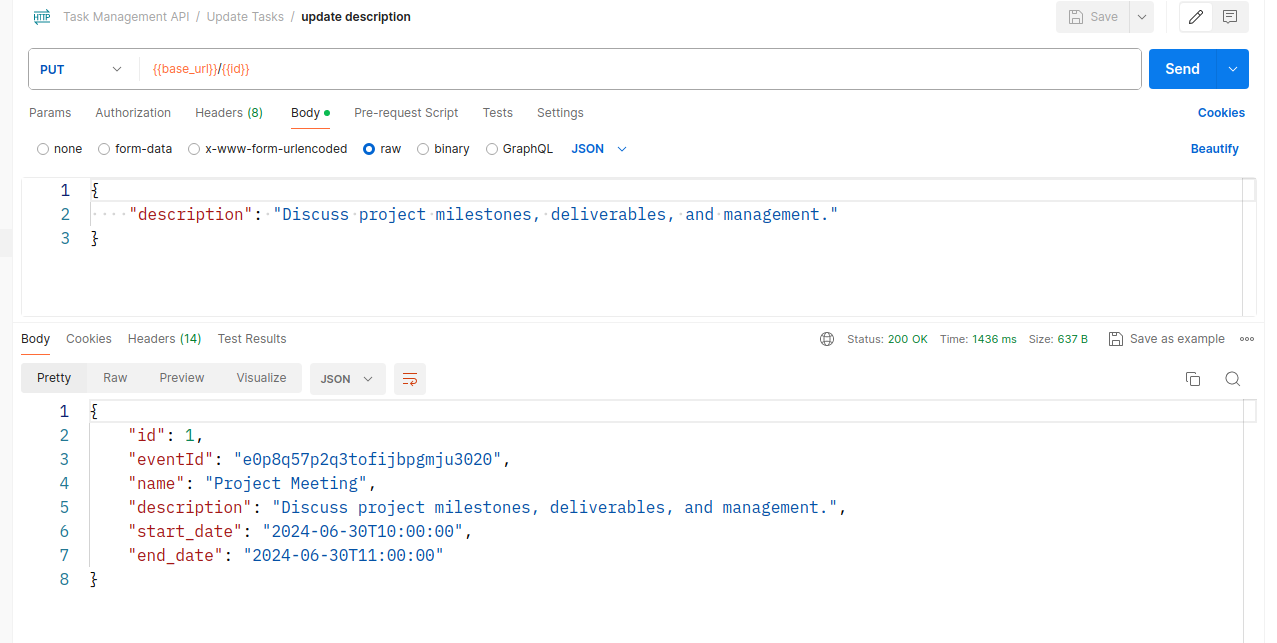 HTTP Task Management API / Update Tasks / update description Save
PUT {{base_url}}/{{id}} Send
Params Authorization Headers (8) Body Pre-request Script Tests Settings Cookies
none form-data x-www-form-urlencoded raw binary GraphQL JSON Beautify
1 {
2 "description": "Discuss project milestones, deliverables, and management."
3 }
Body Cookies Headers (14) Test Results Status: 200 OK Time: 1436 ms Size: 637 B Save as example
Pretty Raw Preview Visualize JSON
1 {
2 "id": 1,
3 "eventId": "e0p8q57p2q3tofijbpgmju3020",
4 "name": "Project Meeting",
5 "description": "Discuss project milestones, deliverables, and management.",
6 "start_date": "2024-06-30T10:00:00",
7 "end_date": "2024-06-30T11:00:00"
8 }